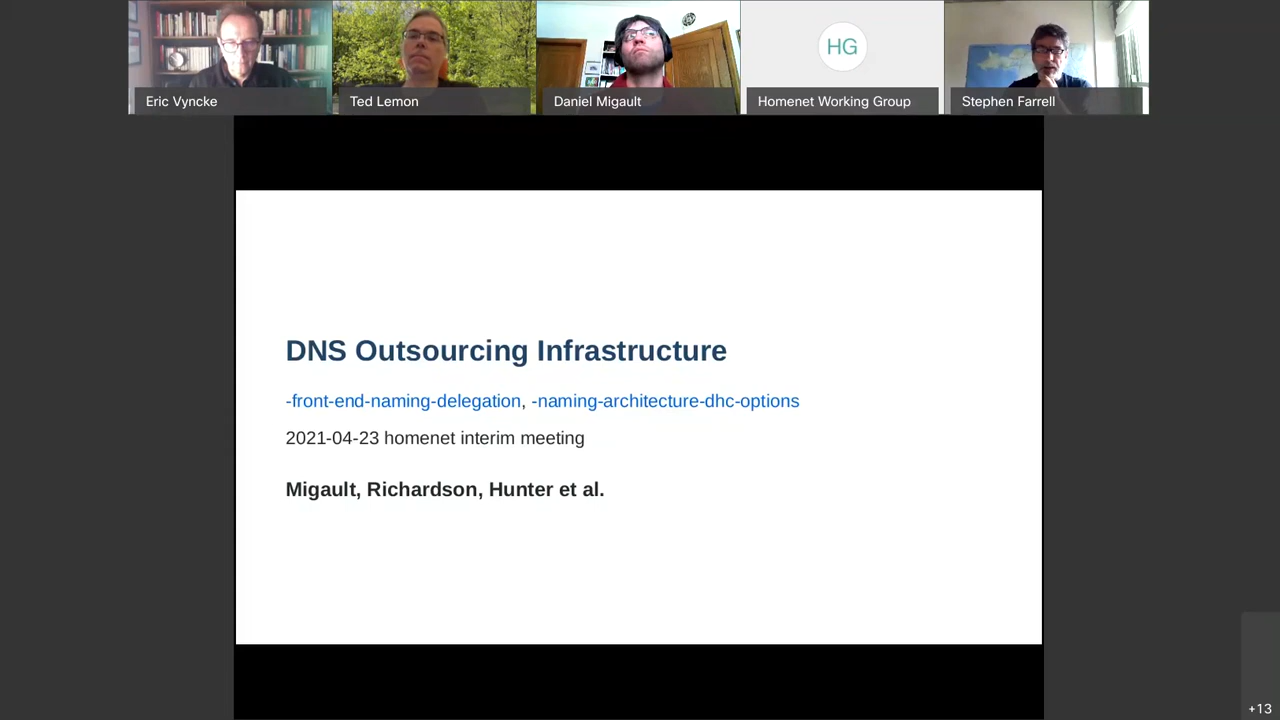 Eric Vyncke
Ted Lemon
Daniel Migault
HG
Homenet Working Group
Stephen Farrell
DNS Outsourcing Infrastructure
-front-end-naming-delegation, -naming-architecture-dhc-options
2021-04-23 homenet interim meeting
Migault, Richardson, Hunter et al.
+13